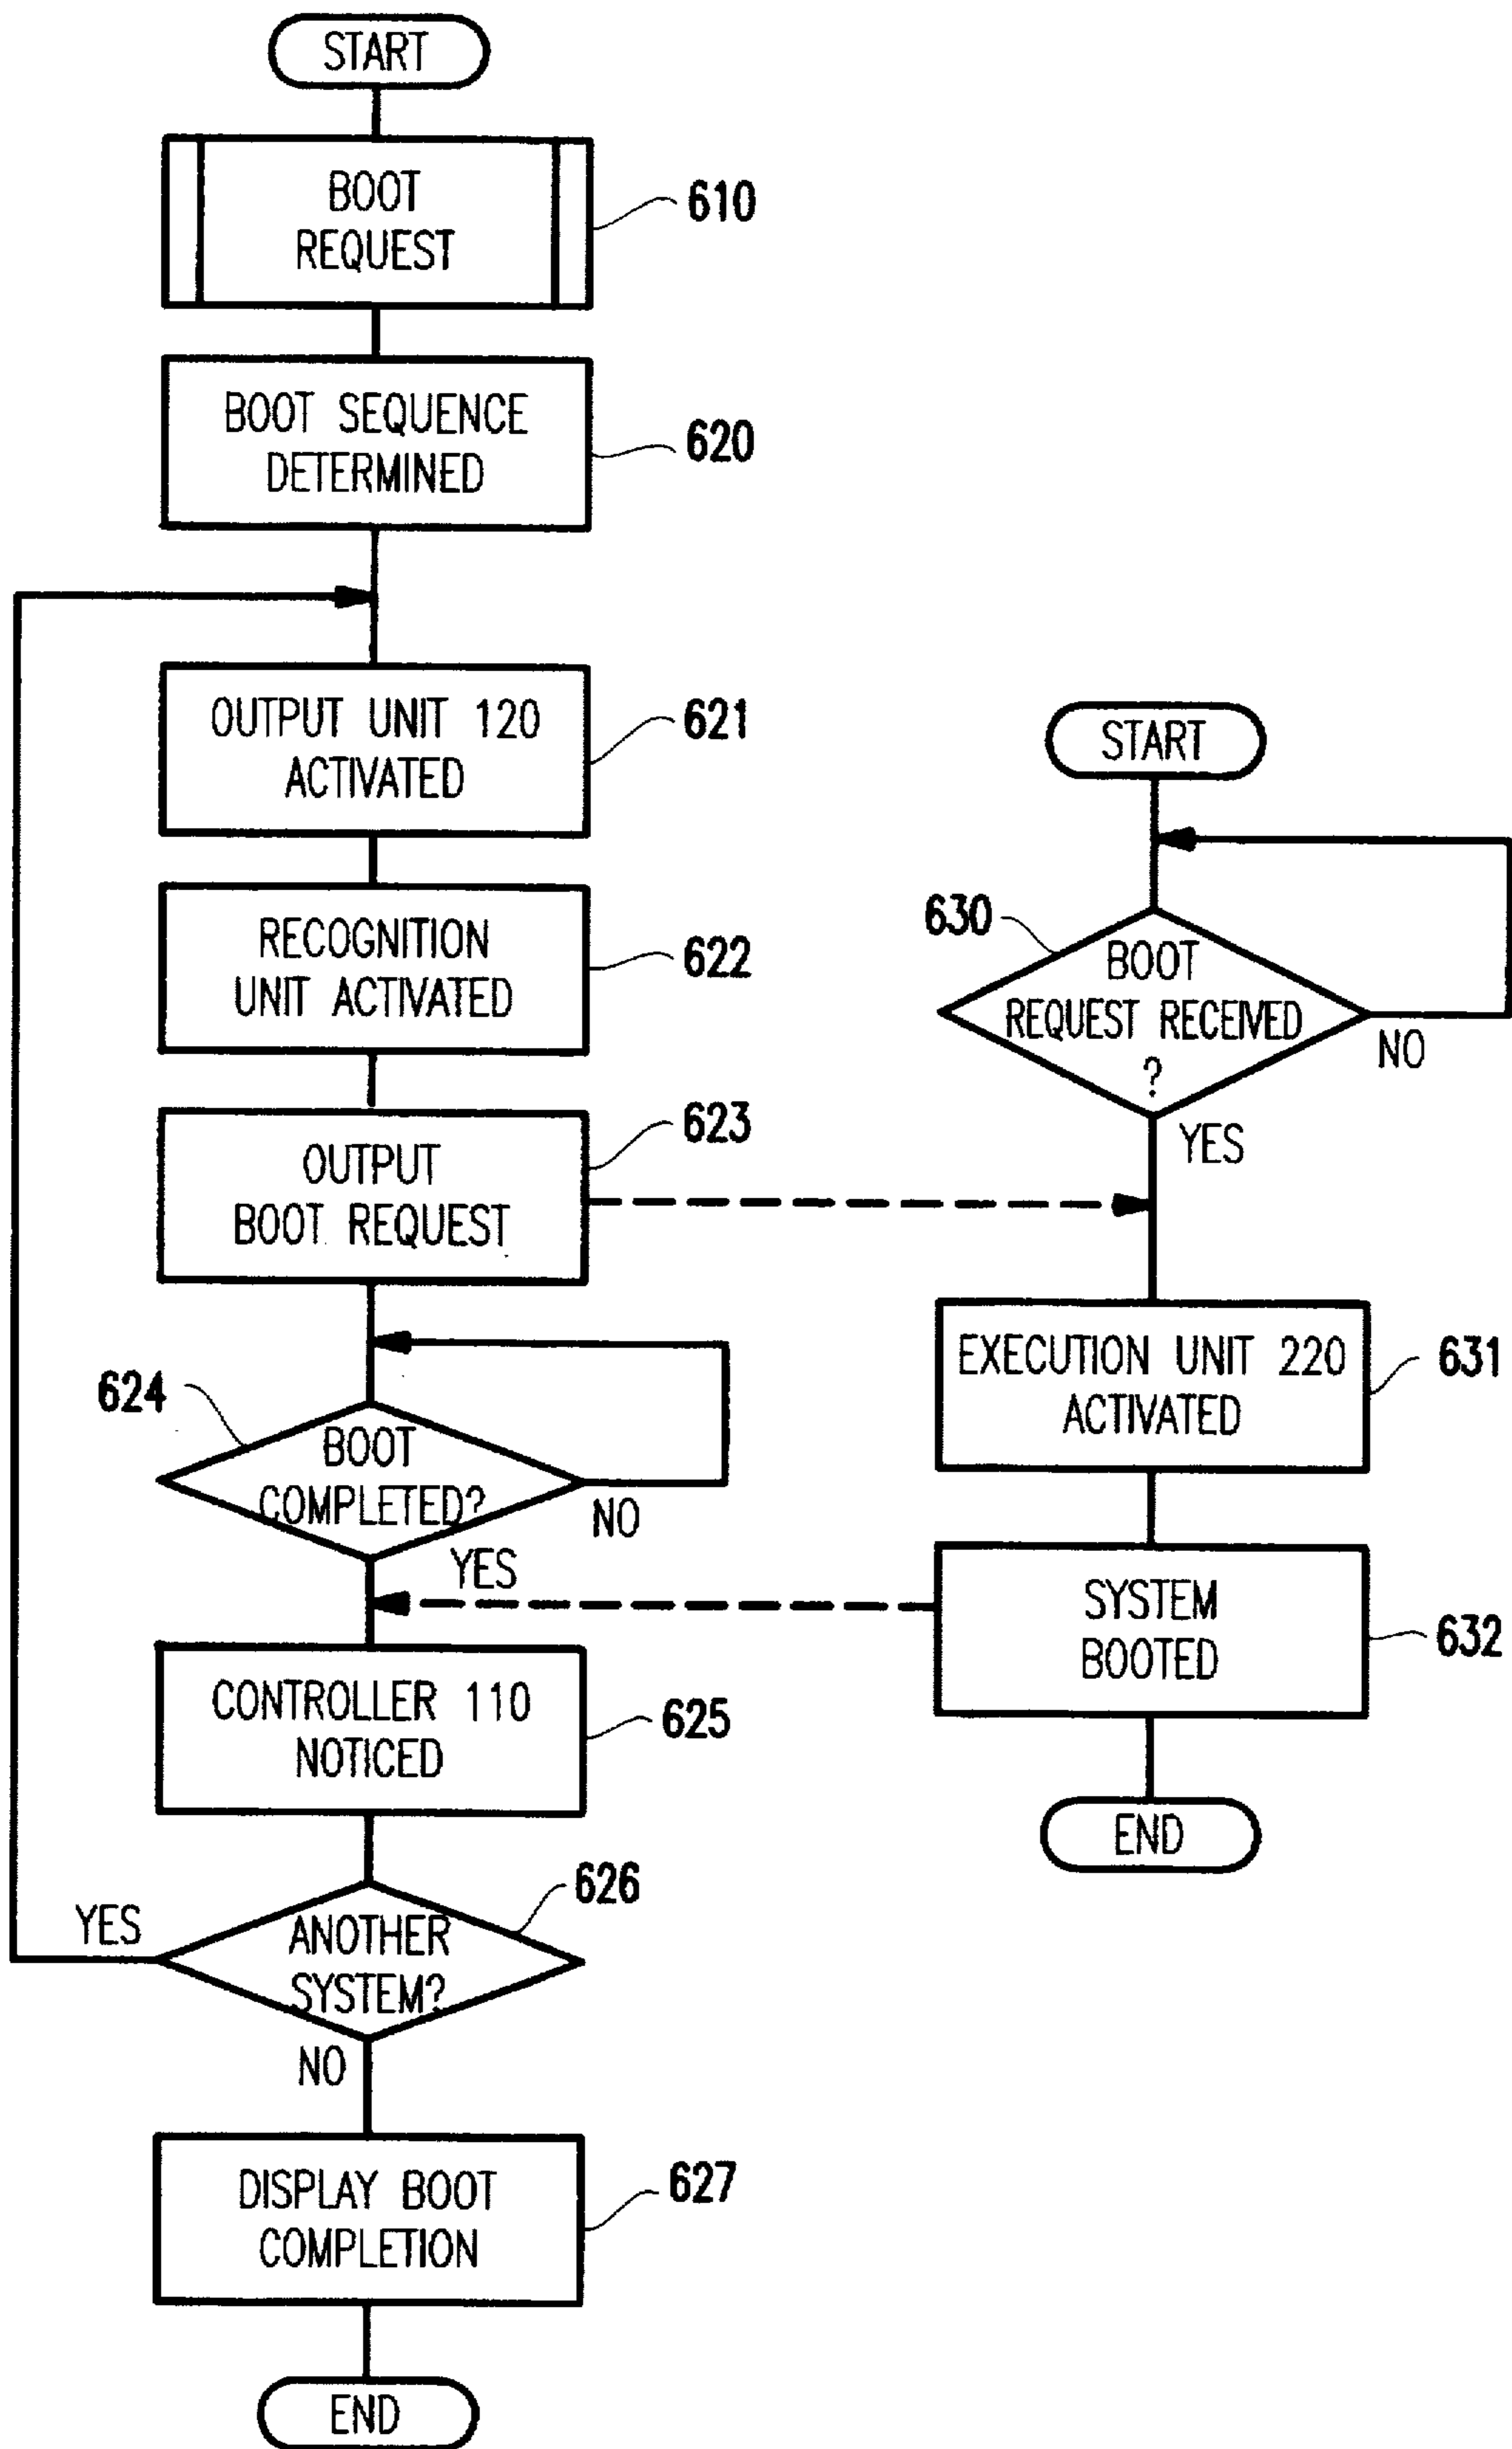 START
BOOT
REQUEST
610
BOOT SEQUENCE
DETERMINED
620
OUTPUT UNIT 120
ACTIVATED
621
RECOGNITION
UNIT ACTIVATED
622
OUTPUT
BOOT REQUEST
623
624
BOOT
COMPLETED?
NO
YES
CONTROLLER 110
NOTICED
625
626
YES
ANOTHER
SYSTEM?
NO
DISPLAY BOOT
COMPLETION
627
END
START
630
BOOT
REQUEST RECEIVED
?
NO
YES
EXECUTION UNIT 220
ACTIVATED
631
SYSTEM
BOOTED
632
END